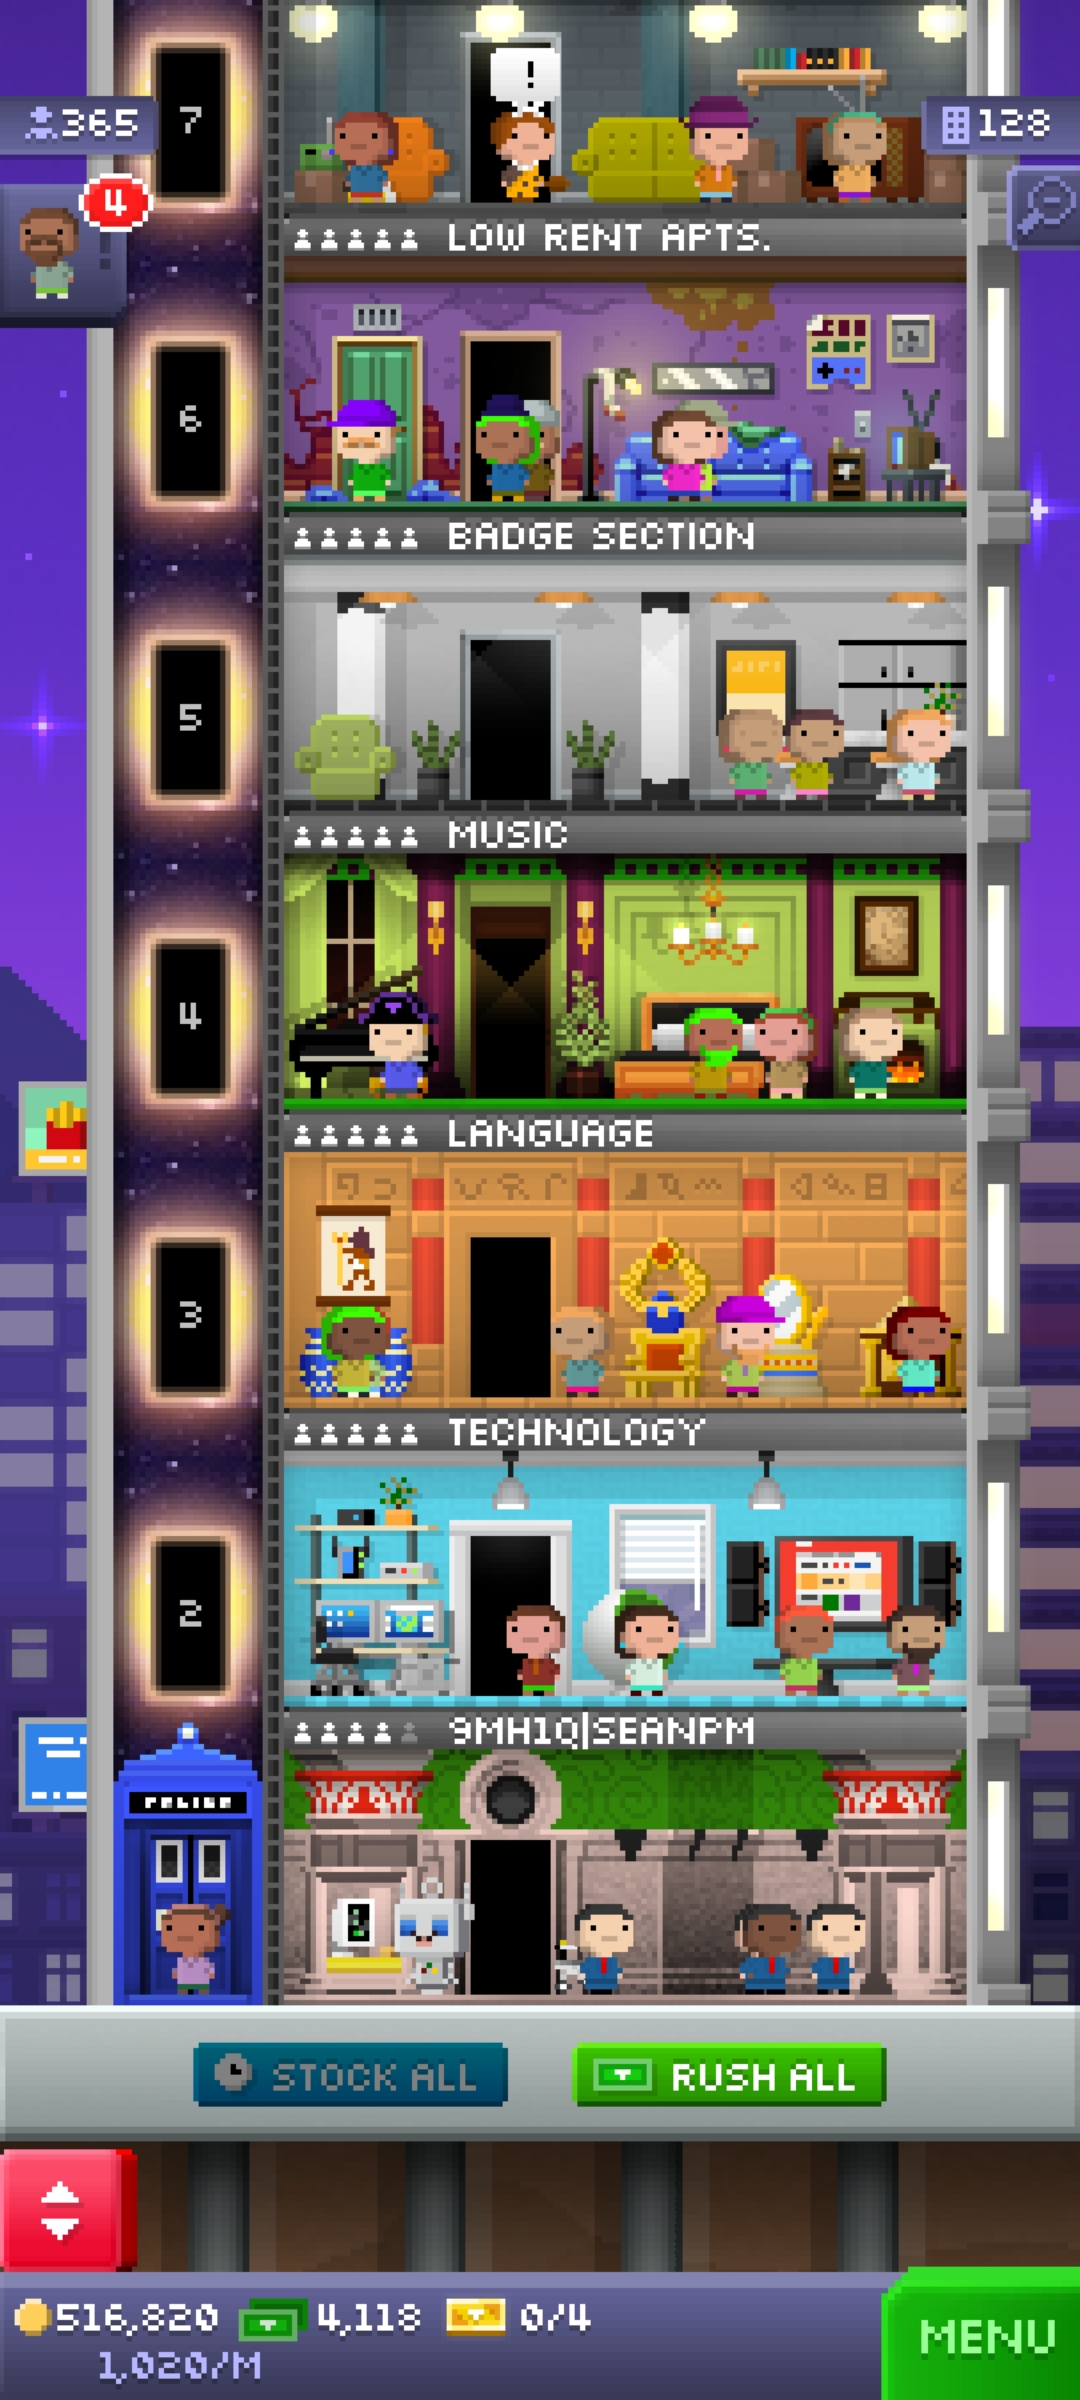 7
365
!
128
4
!
LOW RENT APTS.
6
BADGE SECTION
5
MUSIC
4
LANGUAGE
3
TECHNOLOGY
2
9MH1Q|SEANPM
POLICE
STOCK ALL
RUSH ALL
516,820
4,118
0/4
1,020/M
MENU